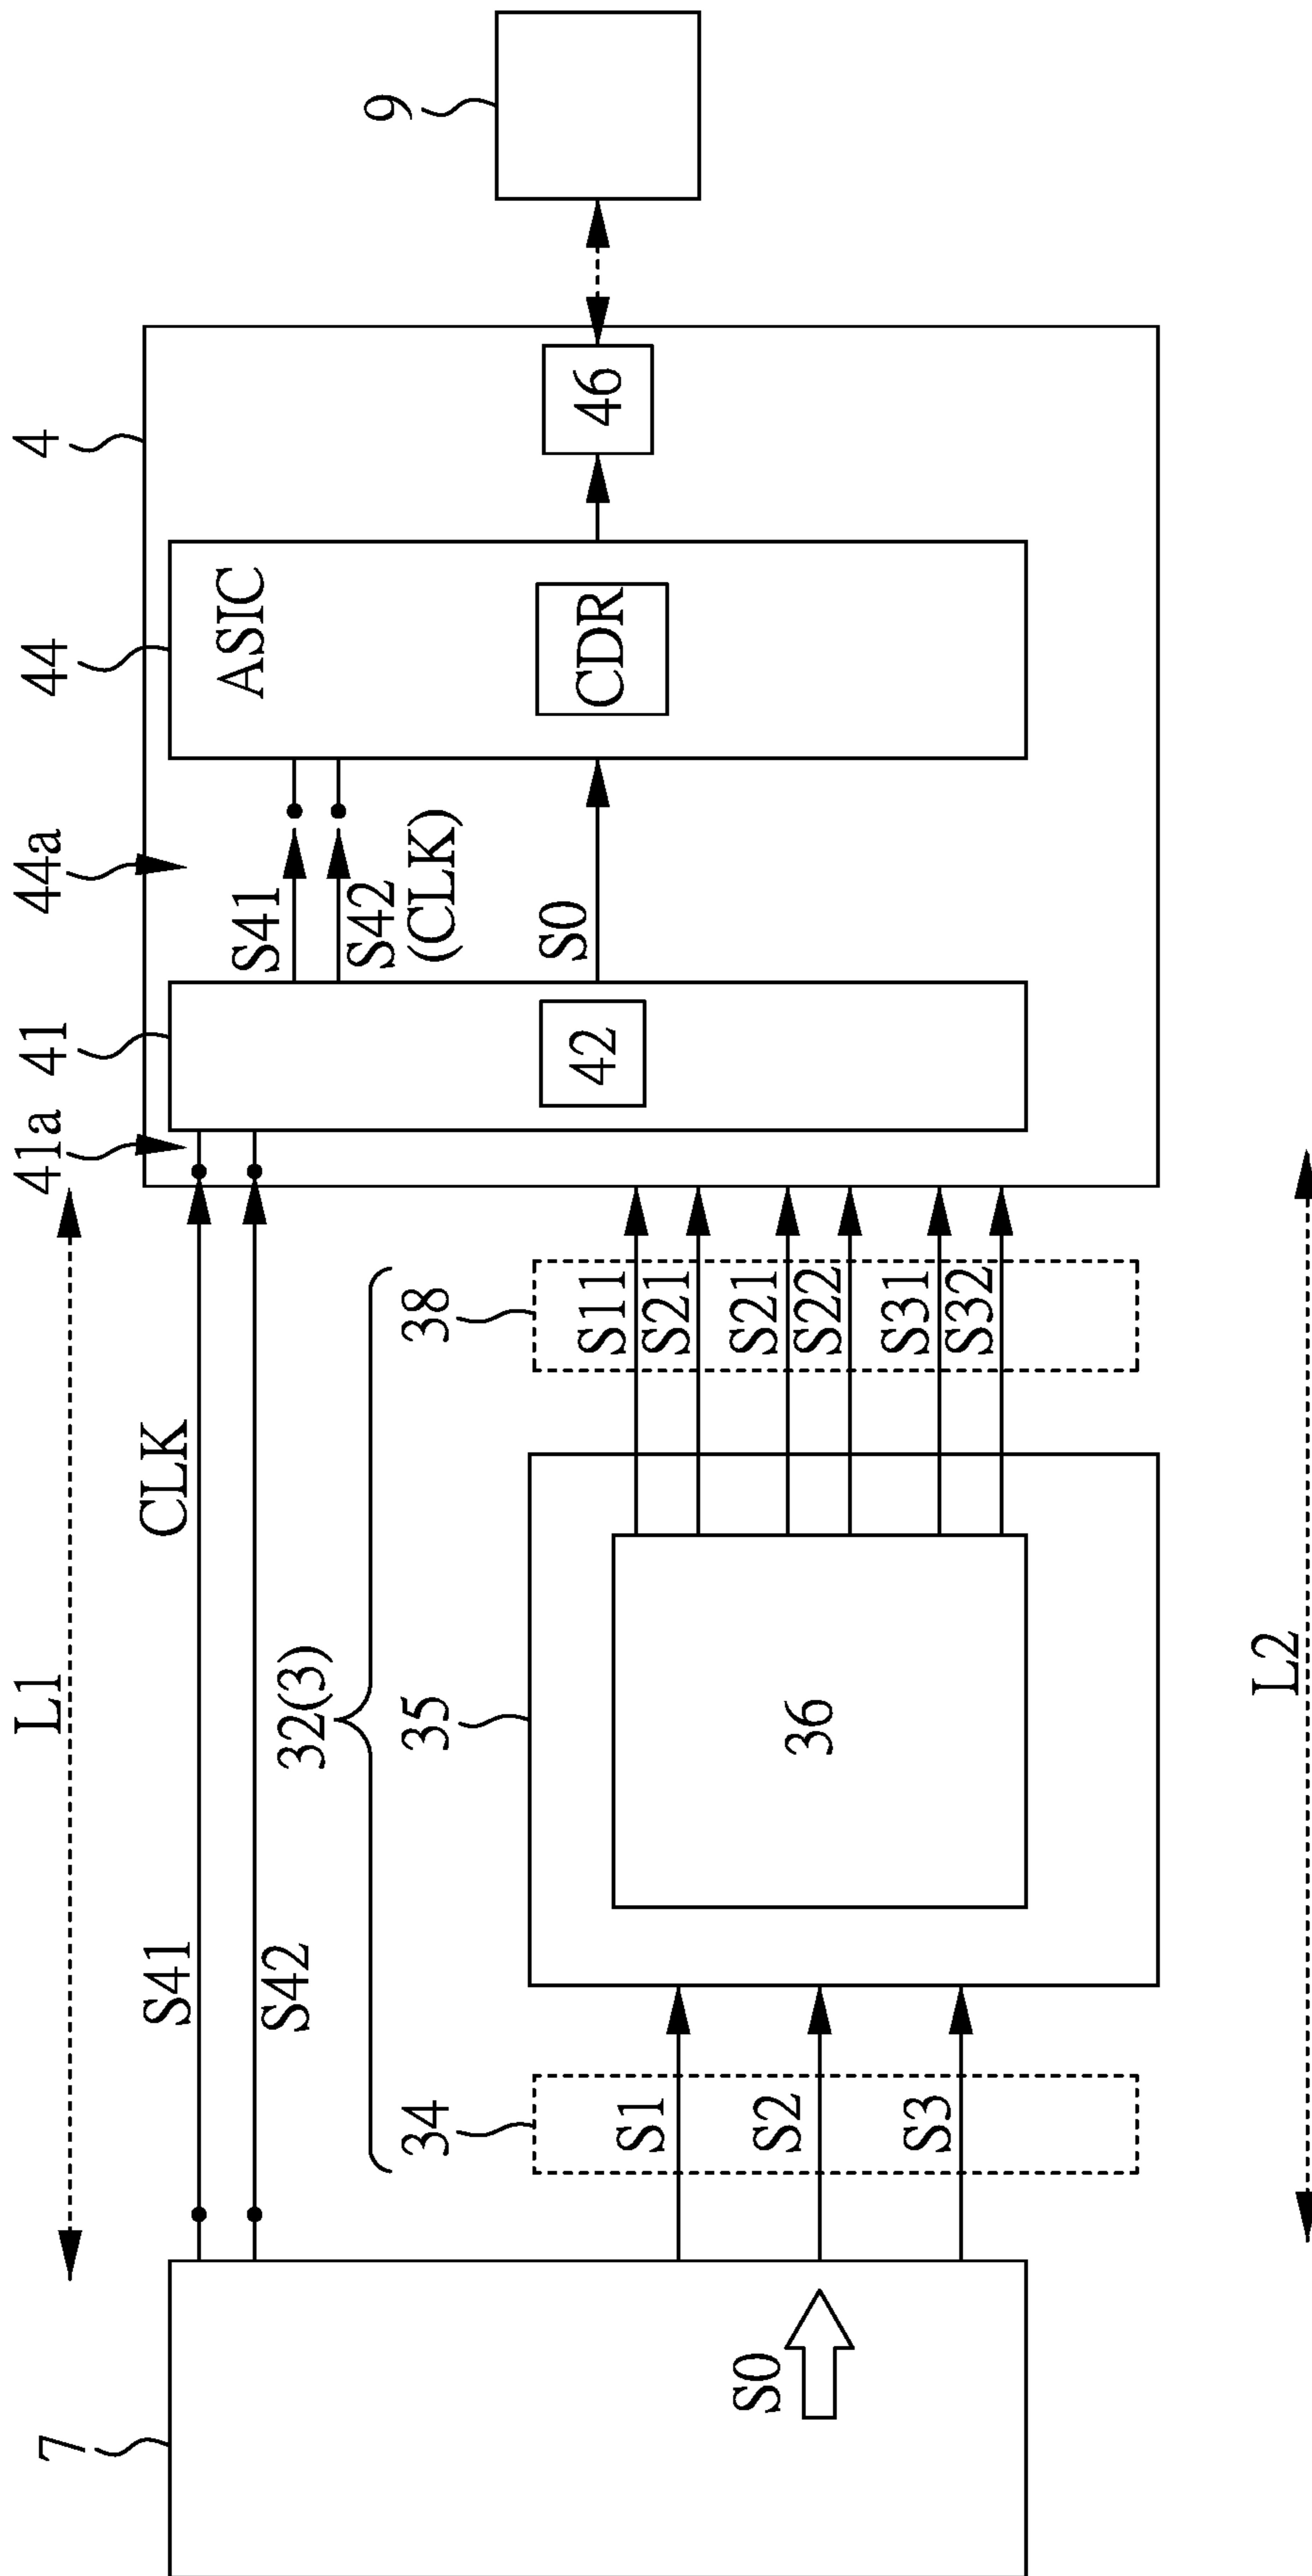 L1
L2
7
S0
S41
S42
CLK
32(3)
34
35
38
S1
S2
S3
36
S11
S21
S21
S22
S31
S32
41a
41
44a
44
4
42
S41
S42
(CLK)
S0
ASIC
CDR
46
9